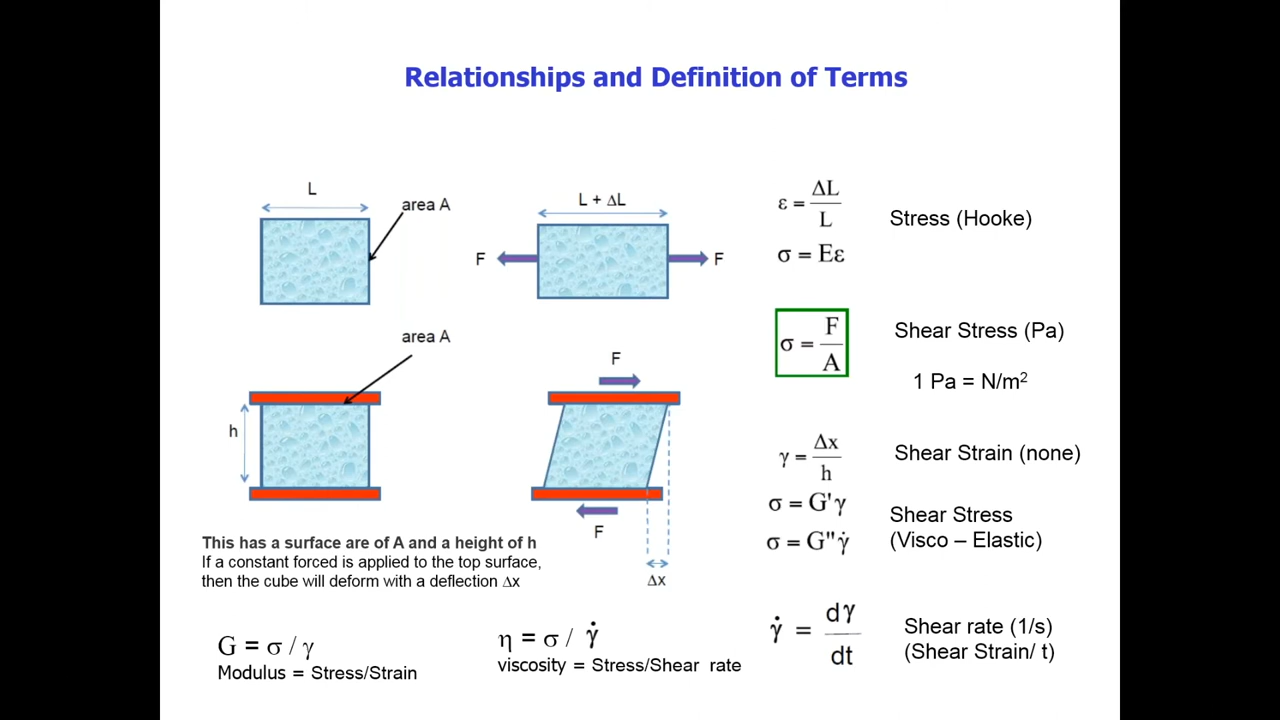 Relationships and Definition of Terms
L
area A
L + ΔL
F
F
ε = ΔL/L
σ = Eε
Stress (Hooke)
area A
F
σ = F/A
Shear Stress (Pa)
1 Pa = N/m²
h
F
Δx
γ = Δx/h
Shear Strain (none)
σ = G'γ
σ = G"γ̇
Shear Stress
(Visco – Elastic)
This has a surface are of A and a height of h
If a constant forced is applied to the top surface,
then the cube will deform with a deflection Δx
G = σ / γ
Modulus = Stress/Strain
η = σ / γ̇
viscosity = Stress/Shear rate
γ̇ = dγ/dt
Shear rate (1/s)
(Shear Strain/ t)